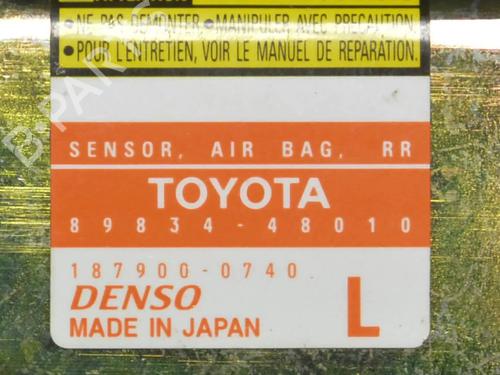 • NE PAS DEMONTER. • MANIPULER AVEC PRECAUTION.
• POUR L'ENTRETIEN, VOIR LE MANUEL DE REPARATION.
SENSOR, AIR BAG, RR
TOYOTA
89834-48010
187900-0740
DENSO
MADE IN JAPAN
L
B-PART